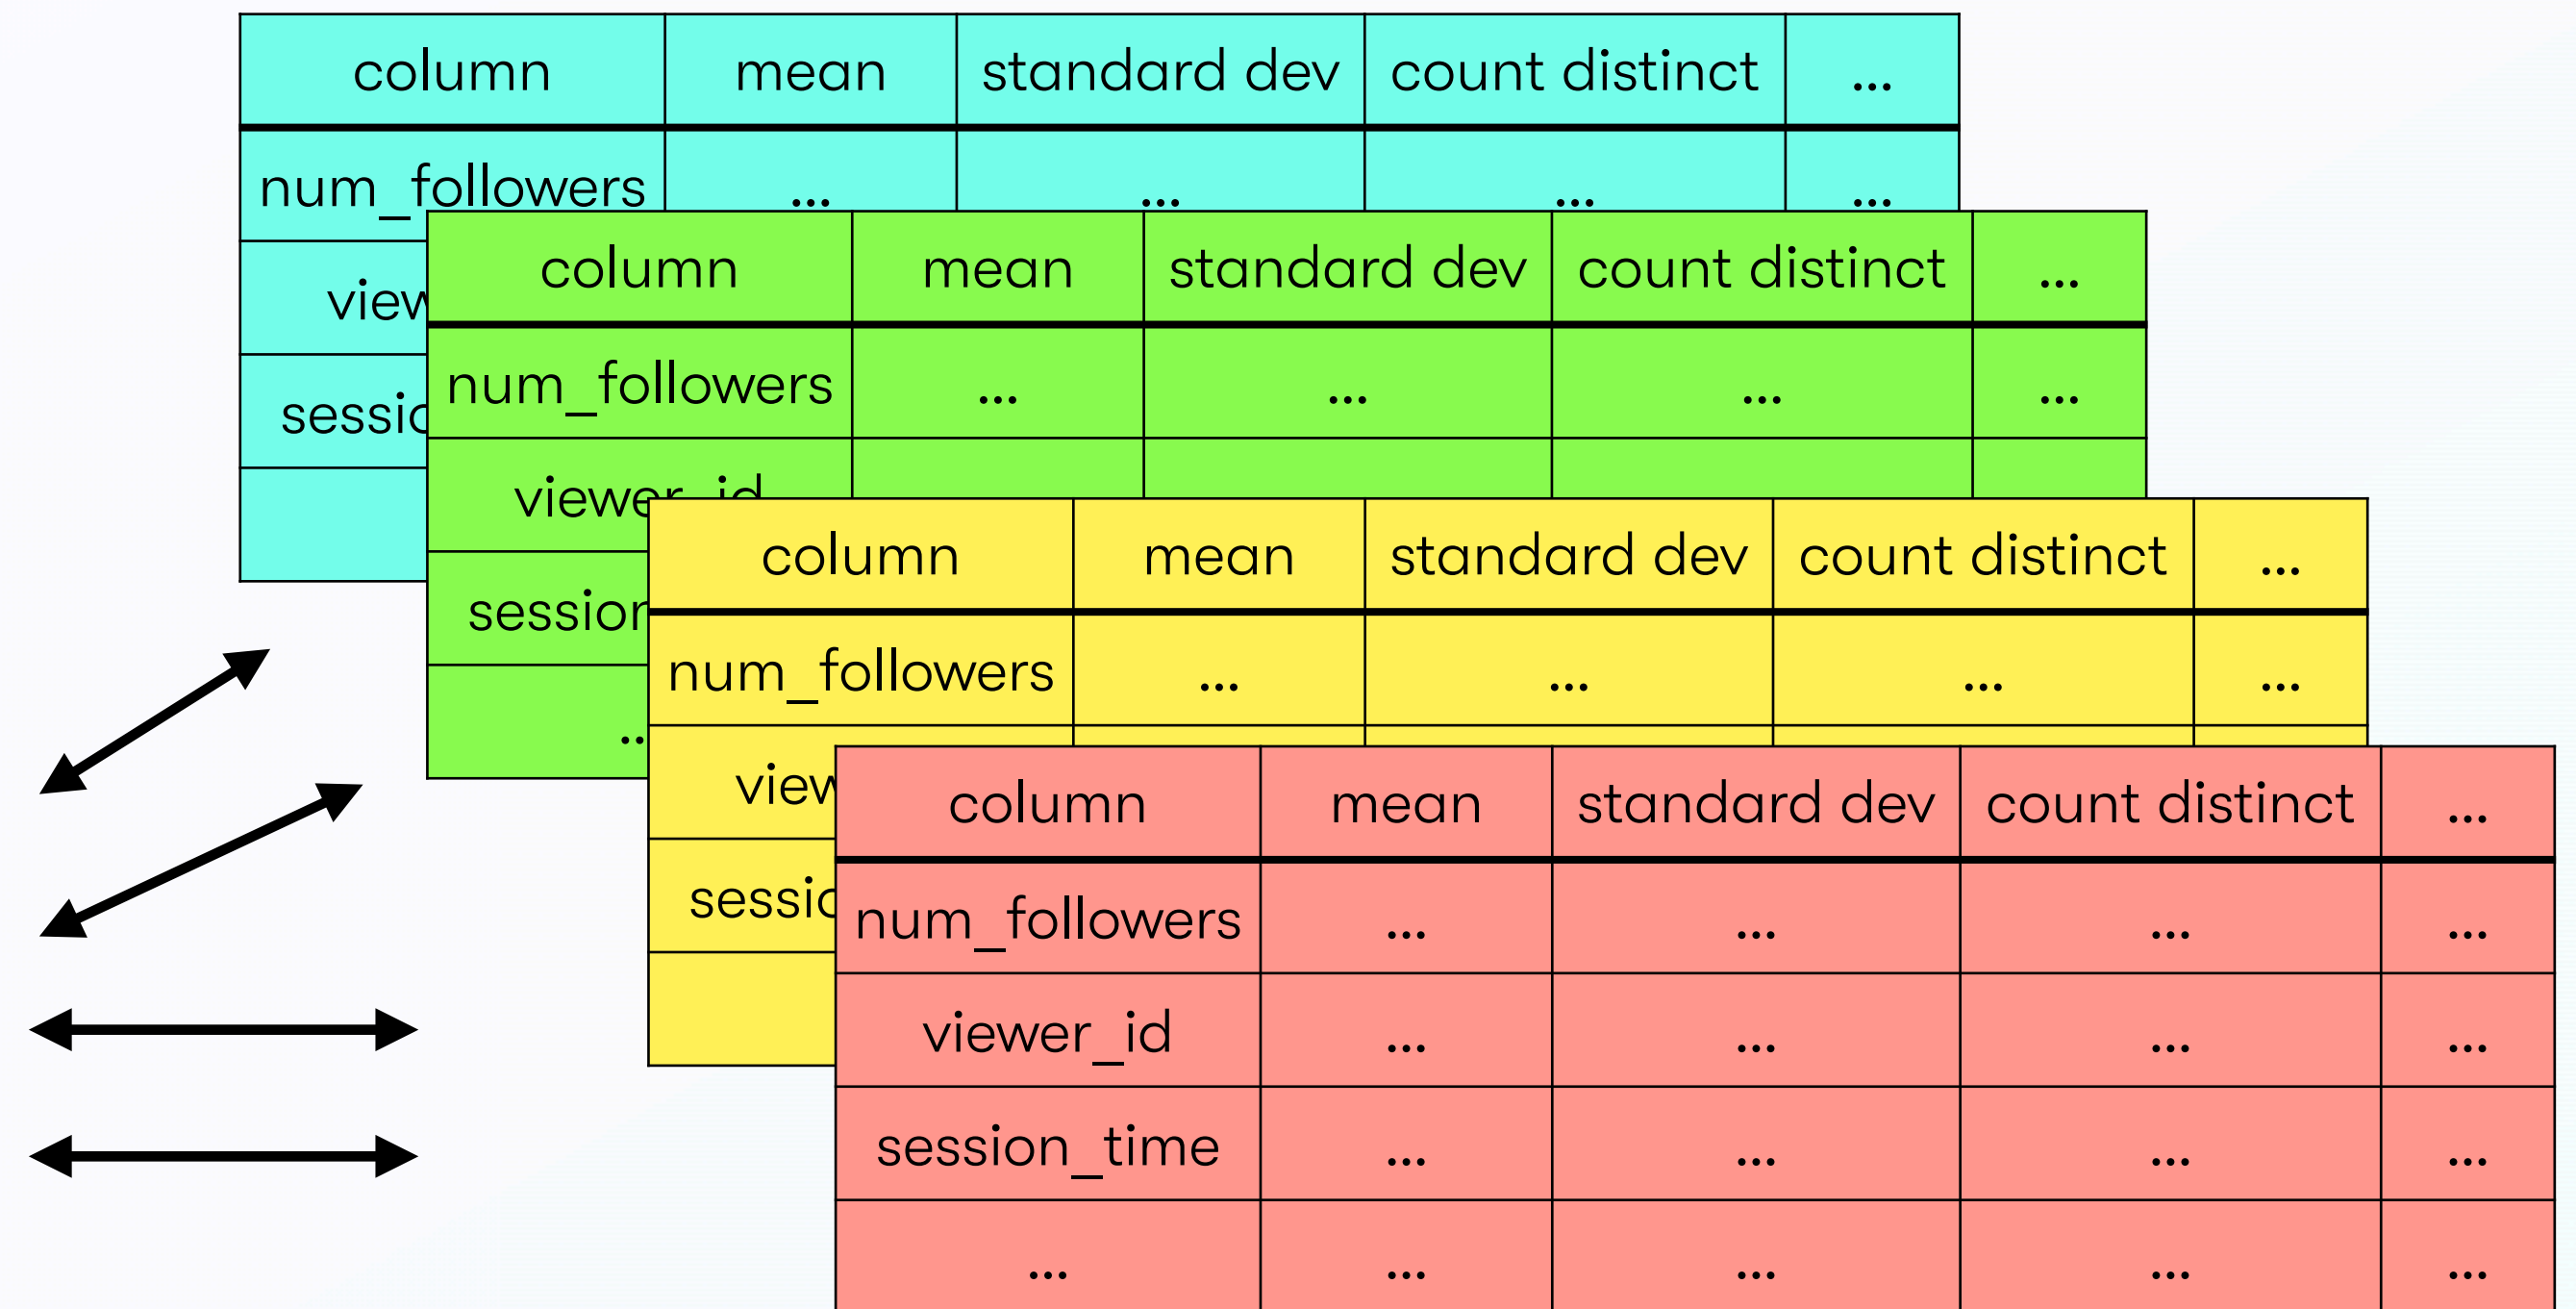 column mean standard dev count distinct ...
num_followers ... ... ... ...
column mean standard dev count distinct ...
num_followers ... ... ... ...
viewer_id
column mean standard dev count distinct ...
num_followers ... ... ... ...
column mean standard dev count distinct ...
num_followers ... ... ... ...
viewer_id ... ... ... ...
session_time ... ... ... ...
... ... ... ... ...